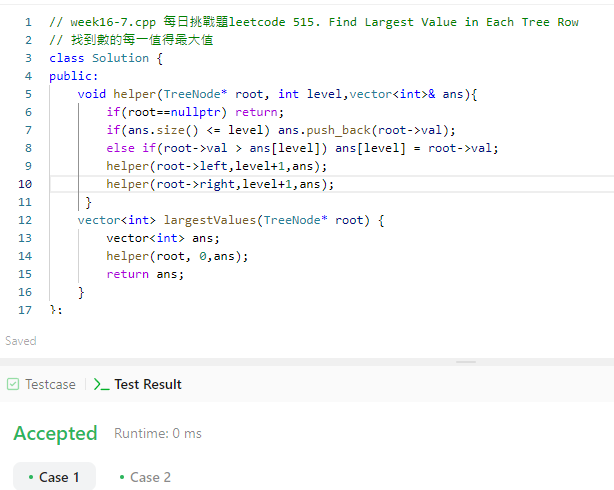 1 // week16-7.cpp 每日挑戰題leetcode 515. Find Largest Value in Each Tree Row
2 // 找到數的每一值得最大值
3 class Solution {
4 public:
5     void helper(TreeNode* root, int level,vector<int>& ans){
6         if(root==nullptr) return;
7         if(ans.size() <= level) ans.push_back(root->val);
8         else if(root->val > ans[level]) ans[level] = root->val;
9         helper(root->left,level+1,ans);
10         helper(root->right,level+1,ans);
11      }
12     vector<int> largestValues(TreeNode* root) {
13         vector<int> ans;
14         helper(root, 0,ans);
15         return ans;
16     }
17 };
Saved
Testcase Test Result
Accepted Runtime: 0 ms
• Case 1 • Case 2